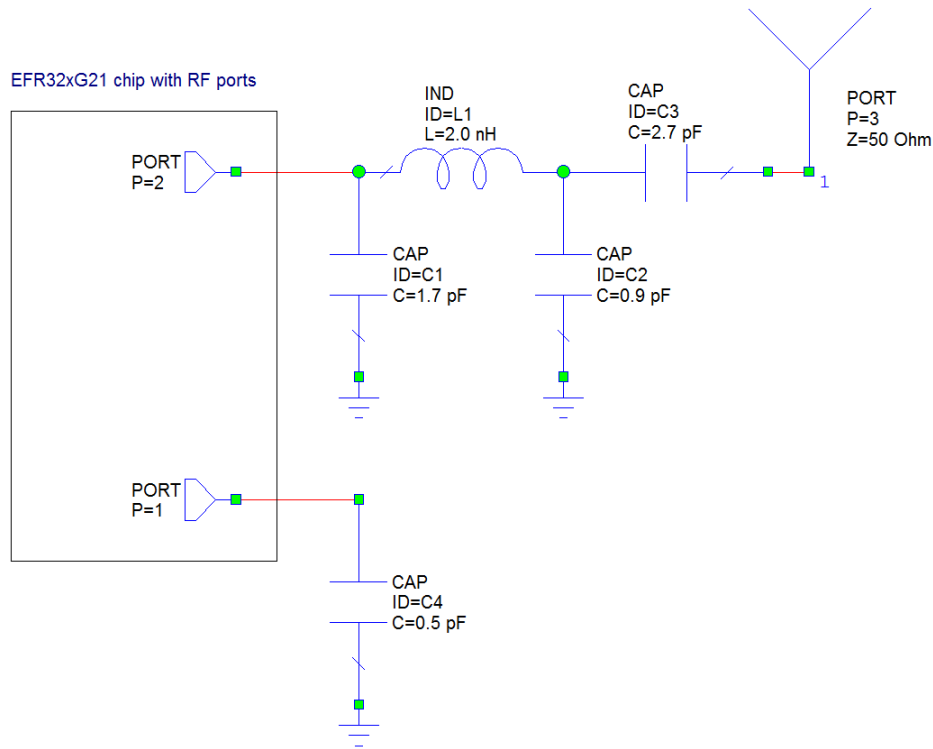 EFR32xG21 chip with RF ports
IND
ID=L1
L=2.0 nH
CAP
ID=C3
C=2.7 pF
PORT
P=3
Z=50 Ohm
PORT
P=2
1
CAP
ID=C1
C=1.7 pF
CAP
ID=C2
C=0.9 pF
PORT
P=1
CAP
ID=C4
C=0.5 pF